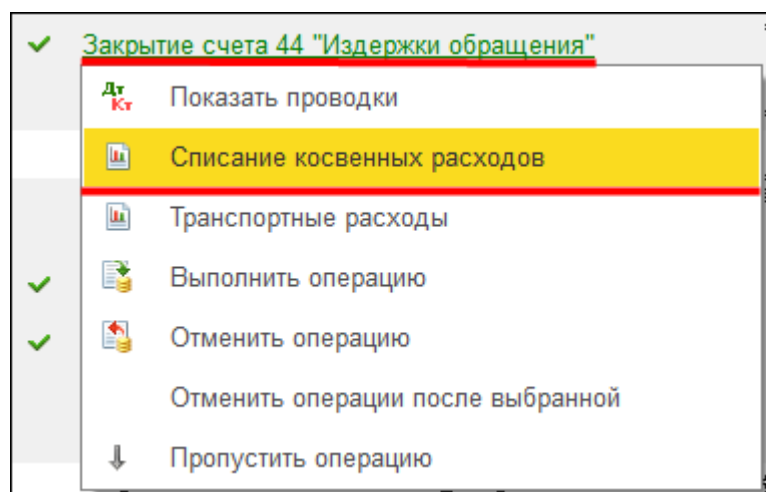 Закрытие счета 44 "Издержки обращения"
Дт Кт Показать проводки
Списание косвенных расходов
Транспортные расходы
Выполнить операцию
Отменить операцию
Отменить операции после выбранной
Пропустить операцию